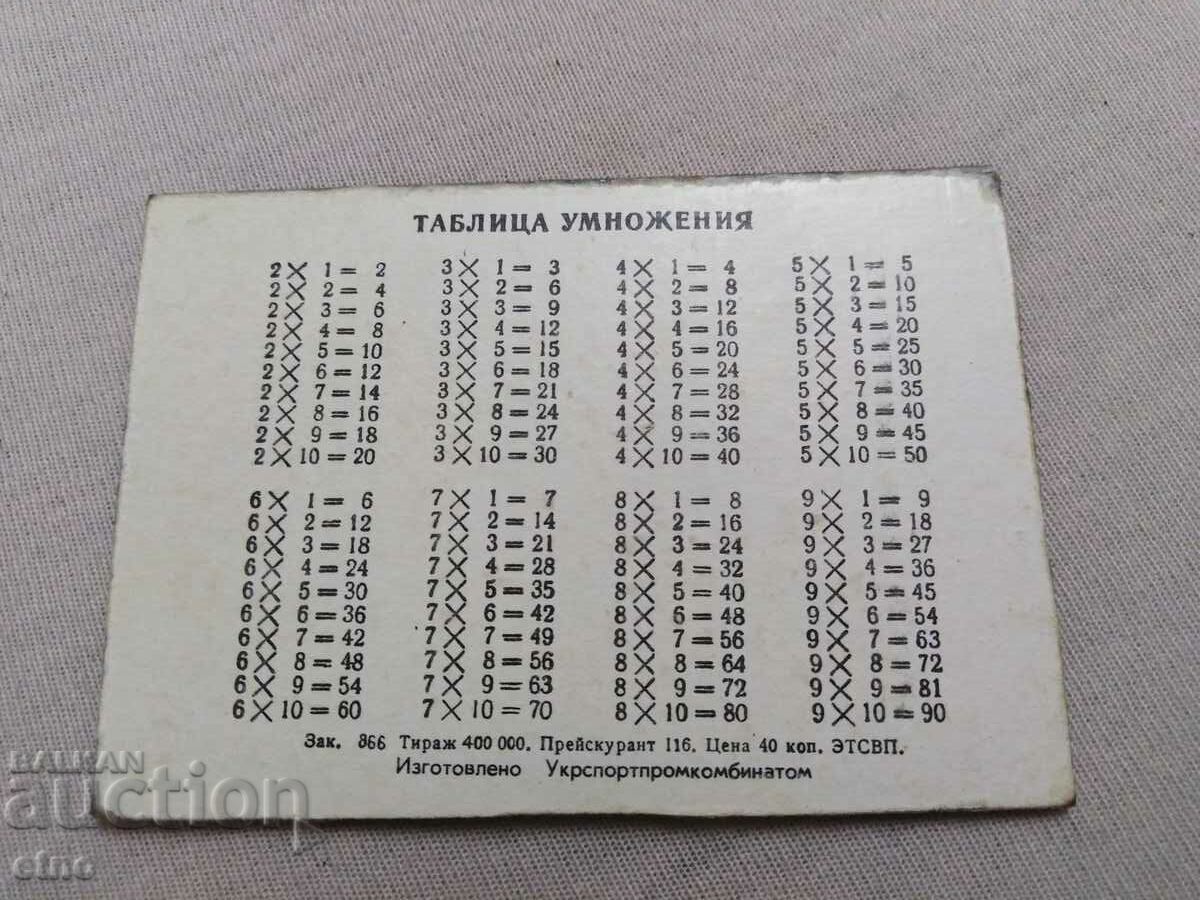 ТАБЛИЦА УМНОЖЕНИЯ
2 × 1 = 2 3 × 1 = 3 4 × 1 = 4 5 × 1 = 5
2 × 2 = 4 3 × 2 = 6 4 × 2 = 8 5 × 2 = 10
2 × 3 = 6 3 × 3 = 9 4 × 3 = 12 5 × 3 = 15
2 × 4 = 8 3 × 4 = 12 4 × 4 = 16 5 × 4 = 20
2 × 5 = 10 3 × 5 = 15 4 × 5 = 20 5 × 5 = 25
2 × 6 = 12 3 × 6 = 18 4 × 6 = 24 5 × 6 = 30
2 × 7 = 14 3 × 7 = 21 4 × 7 = 28 5 × 7 = 35
2 × 8 = 16 3 × 8 = 24 4 × 8 = 32 5 × 8 = 40
2 × 9 = 18 3 × 9 = 27 4 × 9 = 36 5 × 9 = 45
2 × 10 = 20 3 × 10 = 30 4 × 10 = 40 5 × 10 = 50
6 × 1 = 6 7 × 1 = 7 8 × 1 = 8 9 × 1 = 9
6 × 2 = 12 7 × 2 = 14 8 × 2 = 16 9 × 2 = 18
6 × 3 = 18 7 × 3 = 21 8 × 3 = 24 9 × 3 = 27
6 × 4 = 24 7 × 4 = 28 8 × 4 = 32 9 × 4 = 36
6 × 5 = 30 7 × 5 = 35 8 × 5 = 40 9 × 5 = 45
6 × 6 = 36 7 × 6 = 42 8 × 6 = 48 9 × 6 = 54
6 × 7 = 42 7 × 7 = 49 8 × 7 = 56 9 × 7 = 63
6 × 8 = 48 7 × 8 = 56 8 × 8 = 64 9 × 8 = 72
6 × 9 = 54 7 × 9 = 63 8 × 9 = 72 9 × 9 = 81
6 × 10 = 60 7 × 10 = 70 8 × 10 = 80 9 × 10 = 90
Зак. 866 Тираж 400 000. Прейскурант 116. Цена 40 коп. ЭТСВП.
Изготовлено Укрспортпромкомбинатом
BALKAN
auction
etno